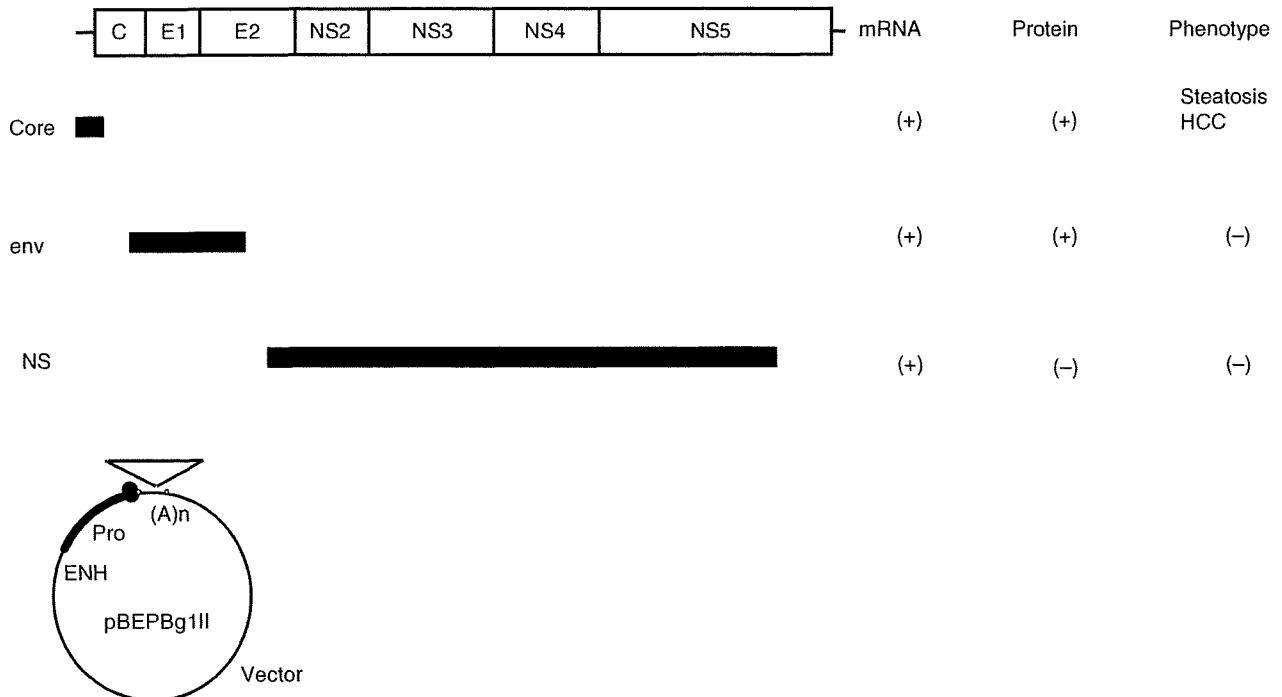 C E1 E2 NS2 NS3 NS4 NS5 mRNA Protein Phenotype
Core (+) (+) Steatosis
HCC
env (+) (+) (–)
NS (+) (–) (–)
(A)n
Pro
ENH
pBEPBg1II
Vector